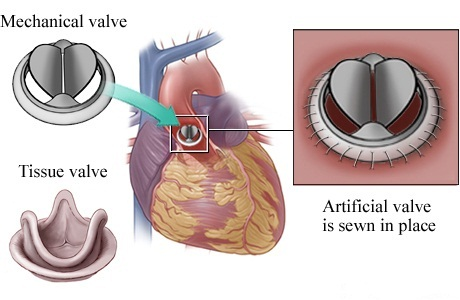 Mechanical valve
Tissue valve
Artificial valve
is sewn in place